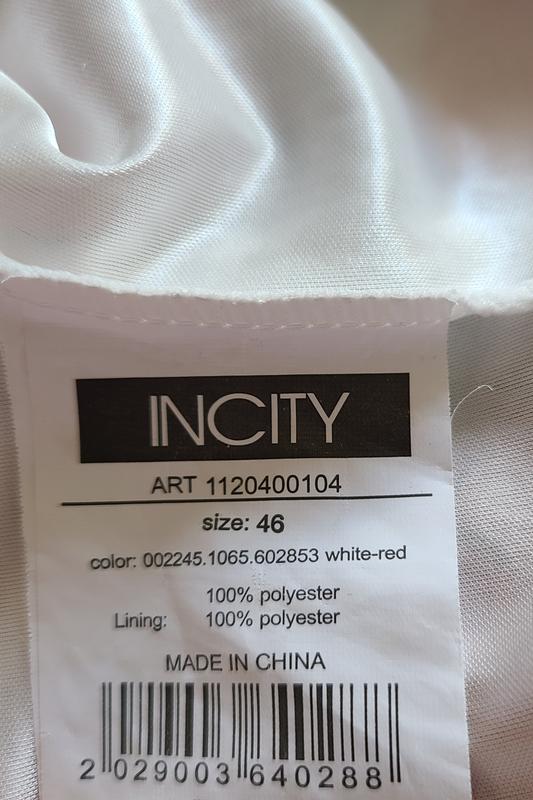 INCITY
ART 1120400104
size: 46
color: 002245.1065.602853 white-red
100% polyester
Lining: 100% polyester
MADE IN CHINA
2 029003 640288